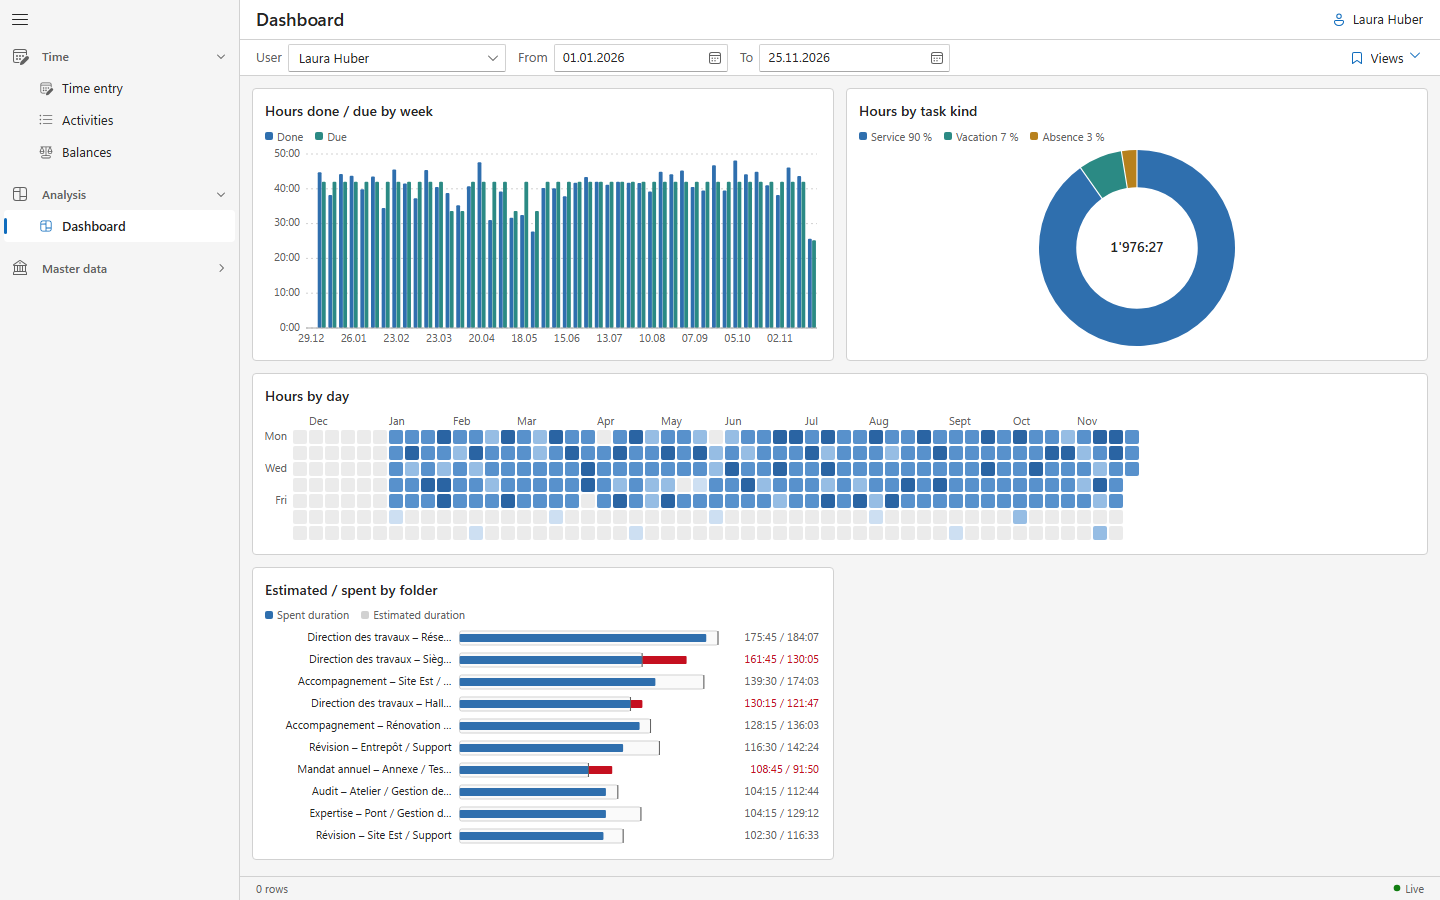 Dashboard
Laura Huber
Time
Time entry
Activities
Balances
Analysis
Dashboard
Master data
User
Laura Huber
From
01.01.2026
To
25.11.2026
Views
Hours done / due by week
Done
Due
50:00
40:00
30:00
20:00
10:00
0:00
29.12 26.01 23.02 23.03 20.04 18.05 15.06 13.07 10.08 07.09 05.10 02.11
Hours by task kind
Service 90 %
Vacation 7 %
Absence 3 %
1'976:27
Hours by day
Dec Jan Feb Mar Apr May Jun Jul Aug Sept Oct Nov
Mon
Wed
Fri
Estimated / spent by folder
Spent duration
Estimated duration
Direction des travaux – Rése... 175:45 / 184:07
Direction des travaux – Sièg... 161:45 / 130:05
Accompagnement – Site Est / ... 139:30 / 174:03
Direction des travaux – Hall... 130:15 / 121:47
Accompagnement – Rénovation ... 128:15 / 136:03
Révision – Entrepôt / Support 116:30 / 142:24
Mandat annuel – Annexe / Tes... 108:45 / 91:50
Audit – Atelier / Gestion de... 104:15 / 112:44
Expertise – Pont / Gestion d... 104:15 / 129:12
Révision – Site Est / Support 102:30 / 116:33
0 rows
Live